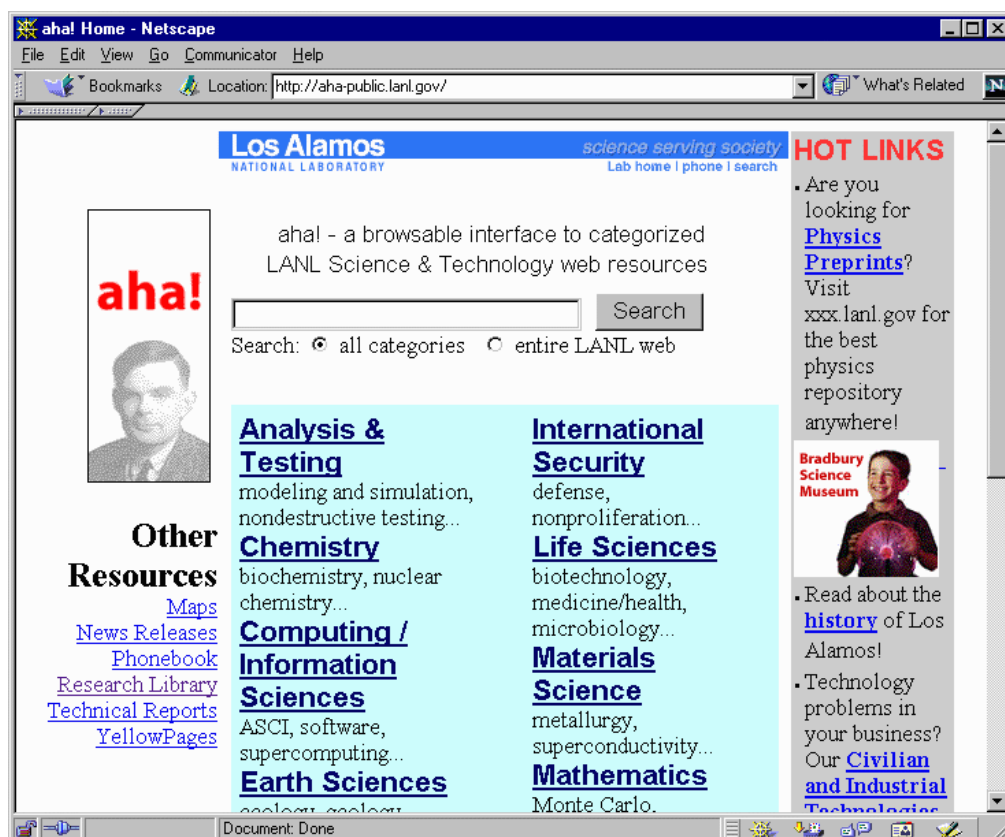 aha! Home - Netscape
File Edit View Go Communicator Help
Bookmarks Location: http://aha-public.lanl.gov/ What's Related N
Los Alamos
NATIONAL LABORATORY
science serving society
Lab home | phone | search
aha!
aha! - a browsable interface to categorized
LANL Science & Technology web resources
Search
Search: all categories entire LANL web
Other
Resources
Maps
News Releases
Phonebook
Research Library
Technical Reports
YellowPages
Analysis &
Testing
modeling and simulation,
nondestructive testing...
Chemistry
biochemistry, nuclear
chemistry...
Computing /
Information
Sciences
ASCI, software,
supercomputing...
Earth Sciences
International
Security
defense,
nonproliferation...
Life Sciences
biotechnology,
medicine/health,
microbiology...
Materials
Science
metallurgy,
superconductivity...
Mathematics
Monte Carlo,
HOT LINKS
Are you
looking for
Physics
Preprints?
Visit
xxx.lanl.gov for
the best
physics
repository
anywhere!
Bradbury
Science
Museum
Read about the
history of Los
Alamos!
Technology
problems in
your business?
Our Civilian
and Industrial
Technologies
Document: Done